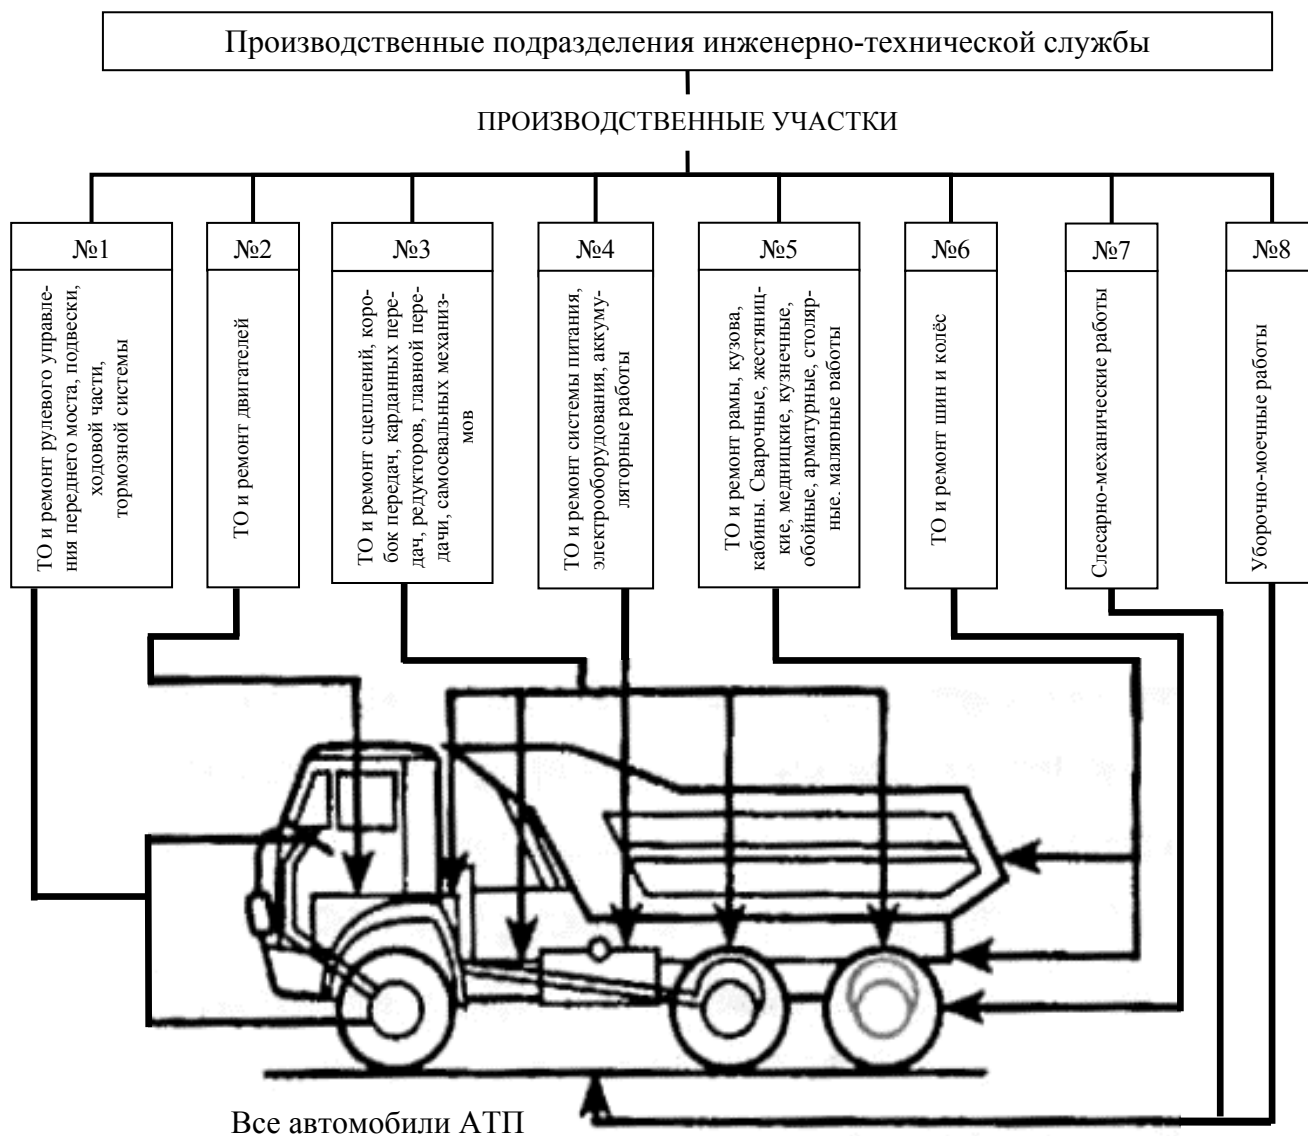 Производственные подразделения инженерно-технической службы
ПРОИЗВОДСТВЕННЫЕ УЧАСТКИ
№1
ТО и ремонт рулевого управле-
ния переднего моста, подвески,
ходовой части,
тормозной системы
№2
ТО и ремонт двигателей
№3
ТО и ремонт сцеплений, коро-
бок передач, карданных пере-
дач, редукторов, главной пере-
дачи, самосвальных механиз-
мов
№4
ТО и ремонт системы питания,
электрооборудования, аккуму-
ляторные работы
№5
ТО и ремонт рамы, кузова,
кабины. Сварочные, жестяниц-
кие, медницкие, кузнечные,
обойные, арматурные, столяр-
ные. малярные работы
№6
ТО и ремонт шин и колёс
№7
Слесарно-механические работы
№8
Уборочно-моечные работы
Все автомобили АТП